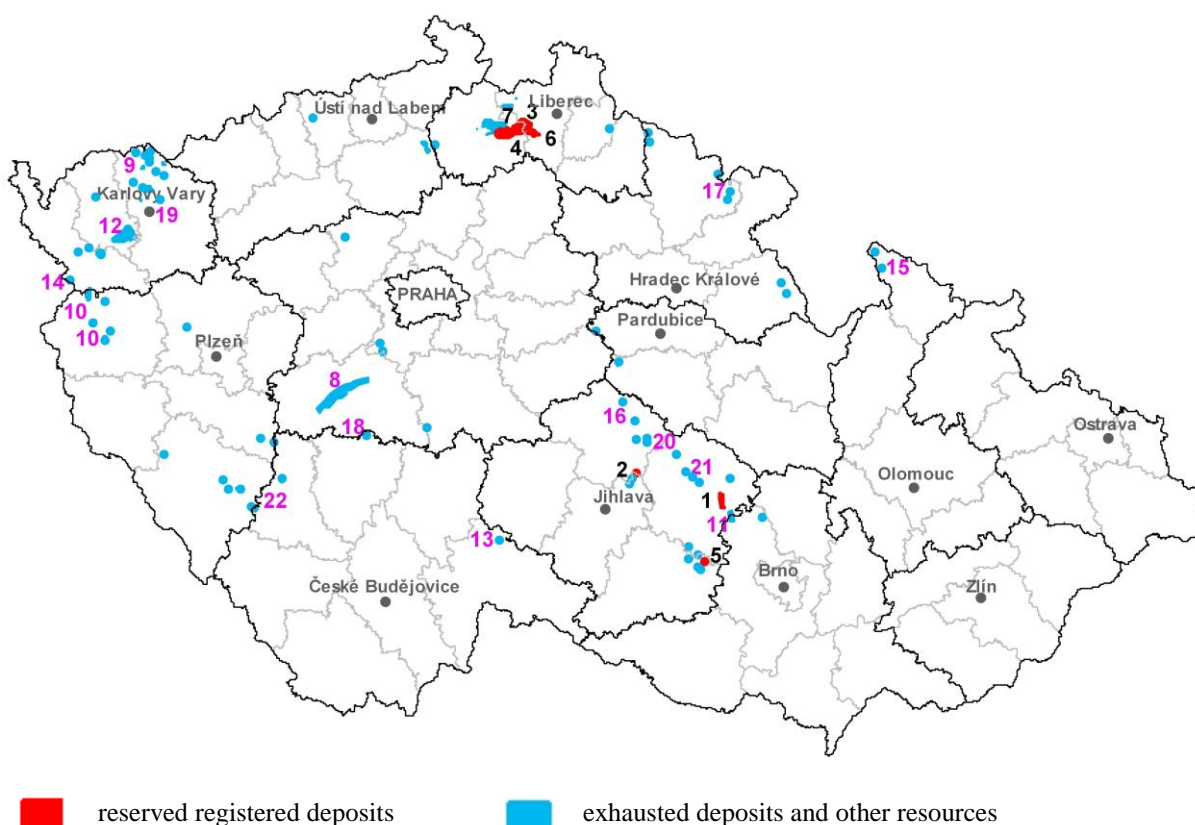 Ústí nad Labem
Liberec
7
3
4
6
9
Karlovy Vary
19
12
17
14
15
Hradec Králové
PRAHA
10
Pardubice
10
Plzeň
8
16
18
20
Ostrava
2
21
Olomouc
22
Jihlava
1
11
13
5
Brno
České Budějovice
Zlín
reserved registered deposits
exhausted deposits and other resources